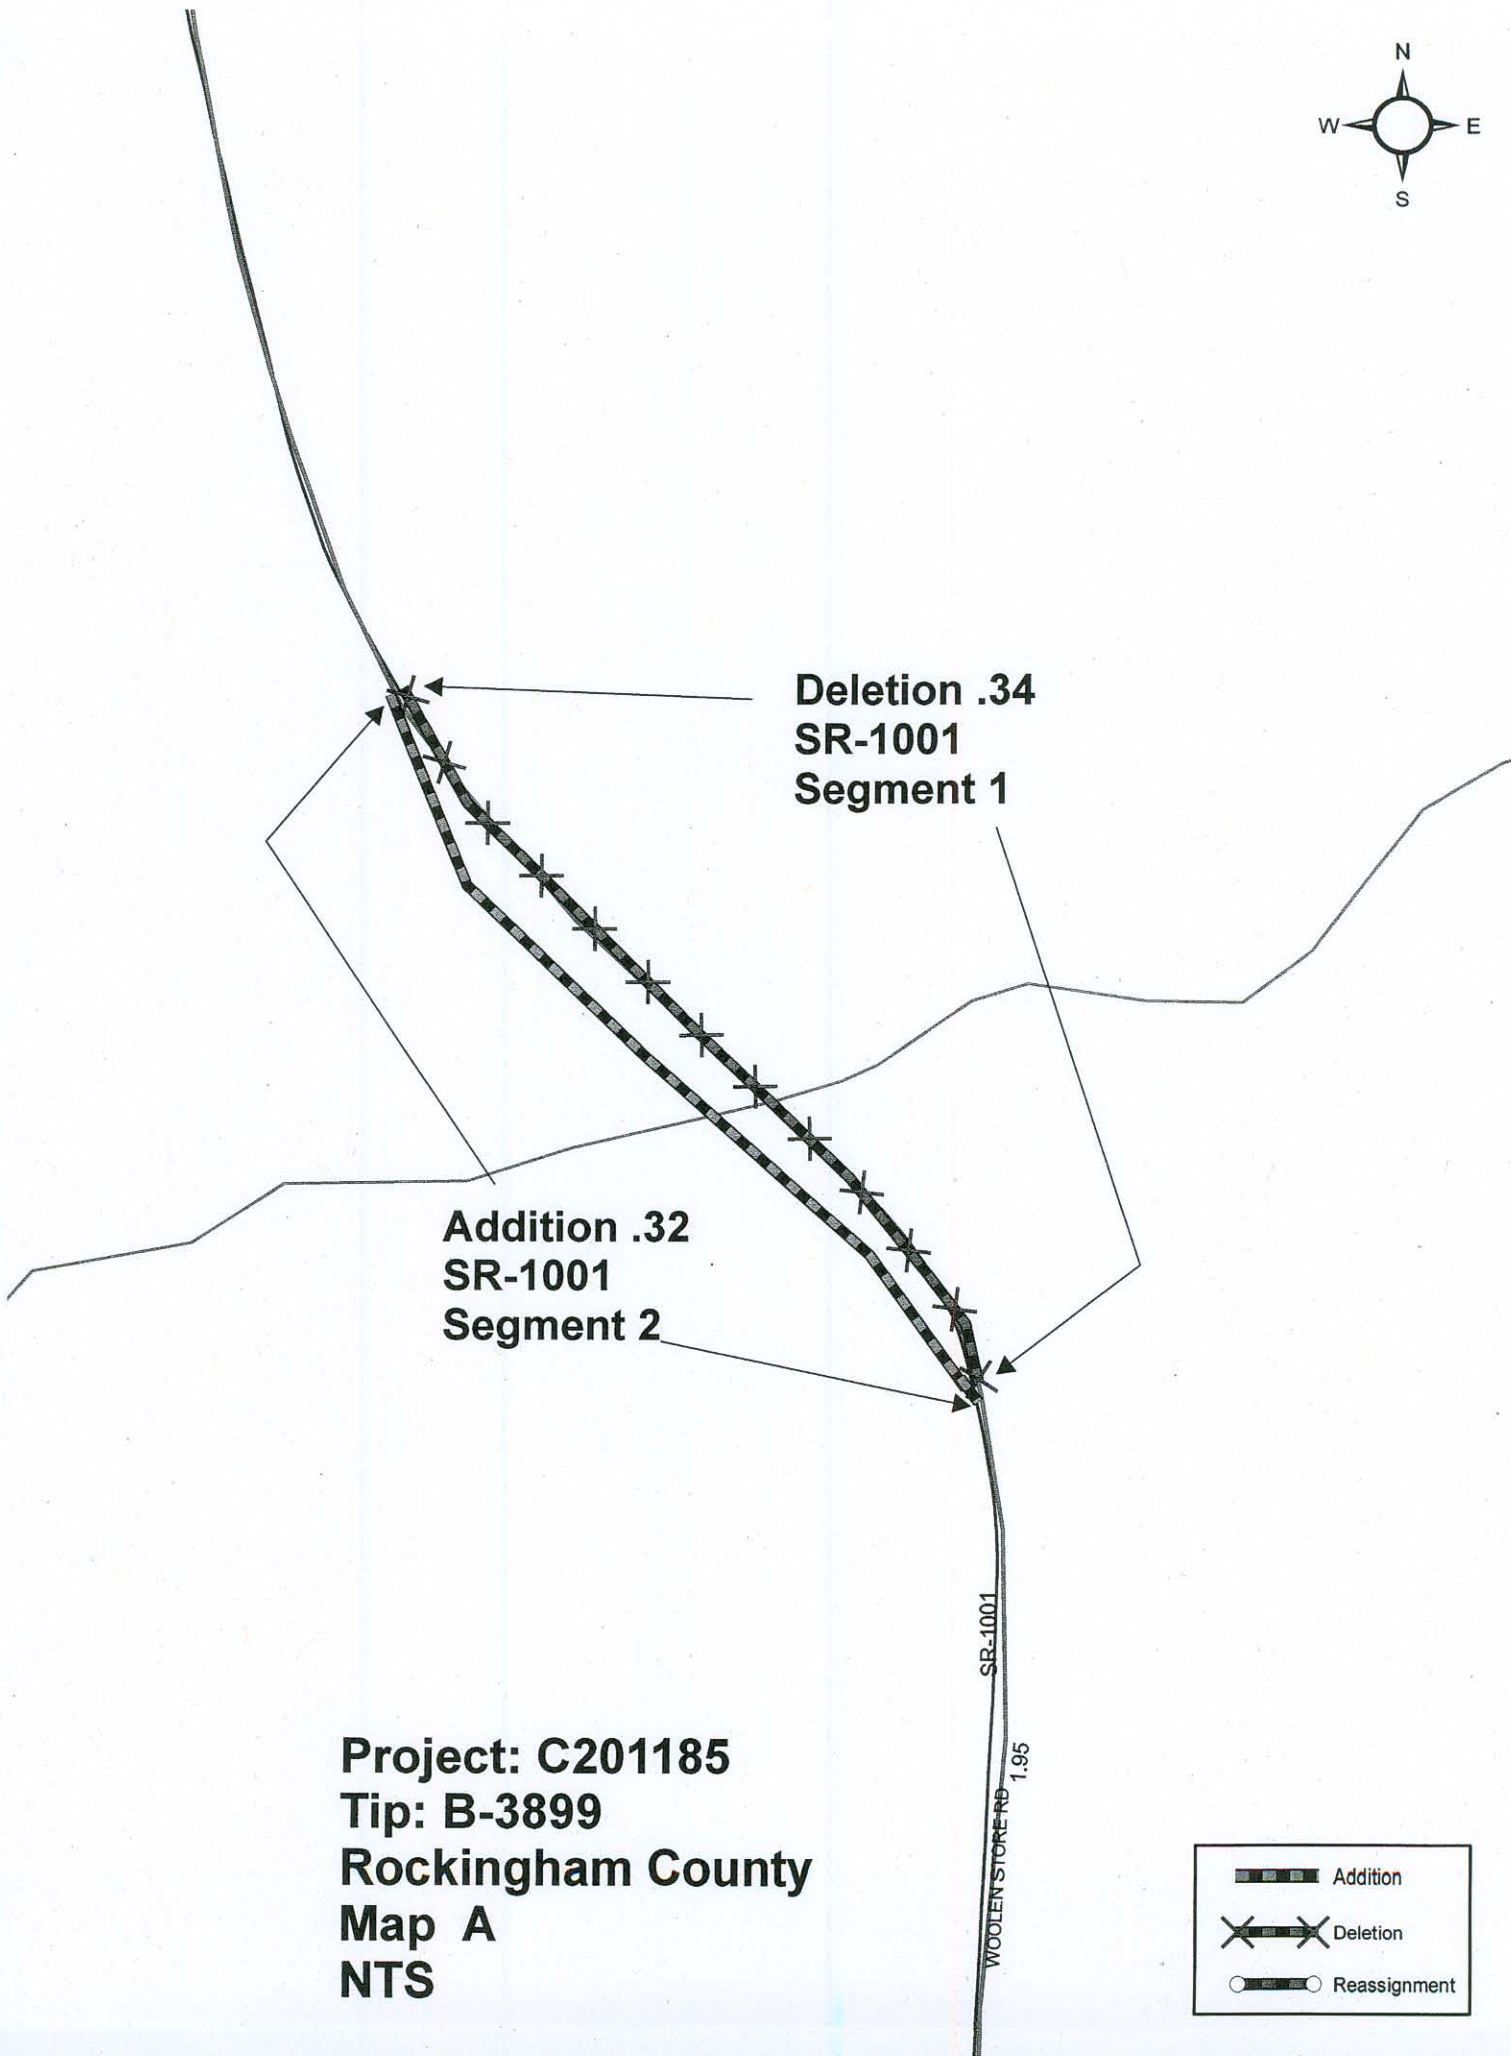 N
W E
S
Deletion .34
SR-1001
Segment 1
Addition .32
SR-1001
Segment 2
SR-1001
1.95
WOOLEN STORE RD
Project: C201185
Tip: B-3899
Rockingham County
Map A
NTS
Addition
Deletion
Reassignment